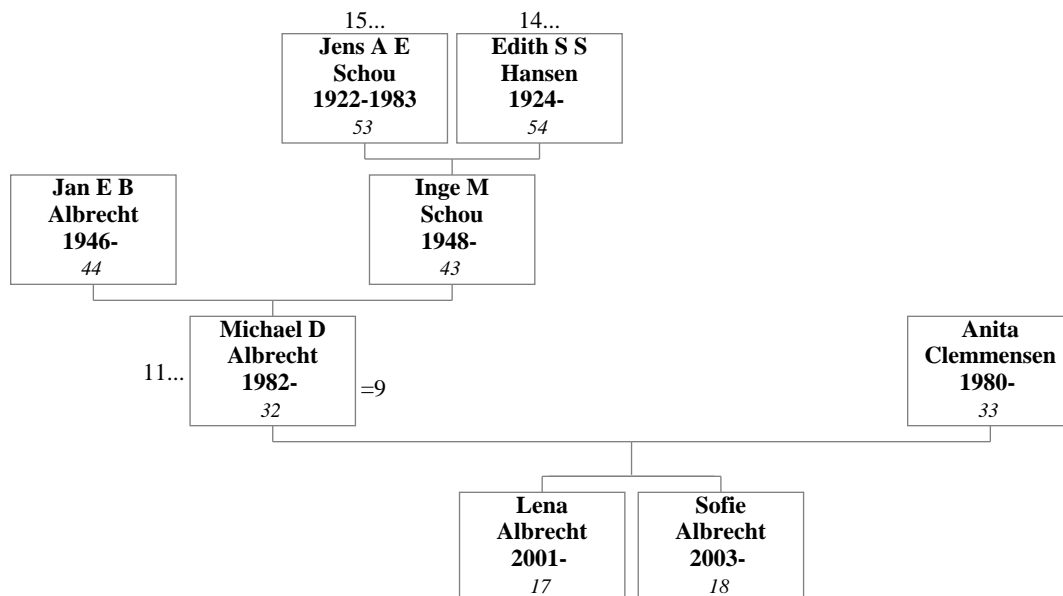 15...
14...
Jens A E
Schou
1922-1983
53
Edith S S
Hansen
1924-
54
Jan E B
Albrecht
1946-
44
Inge M
Schou
1948-
43
11...
Michael D
Albrecht
1982-
32
=9
Anita
Clemmensen
1980-
33
Lena
Albrecht
2001-
17
Sofie
Albrecht
2003-
18